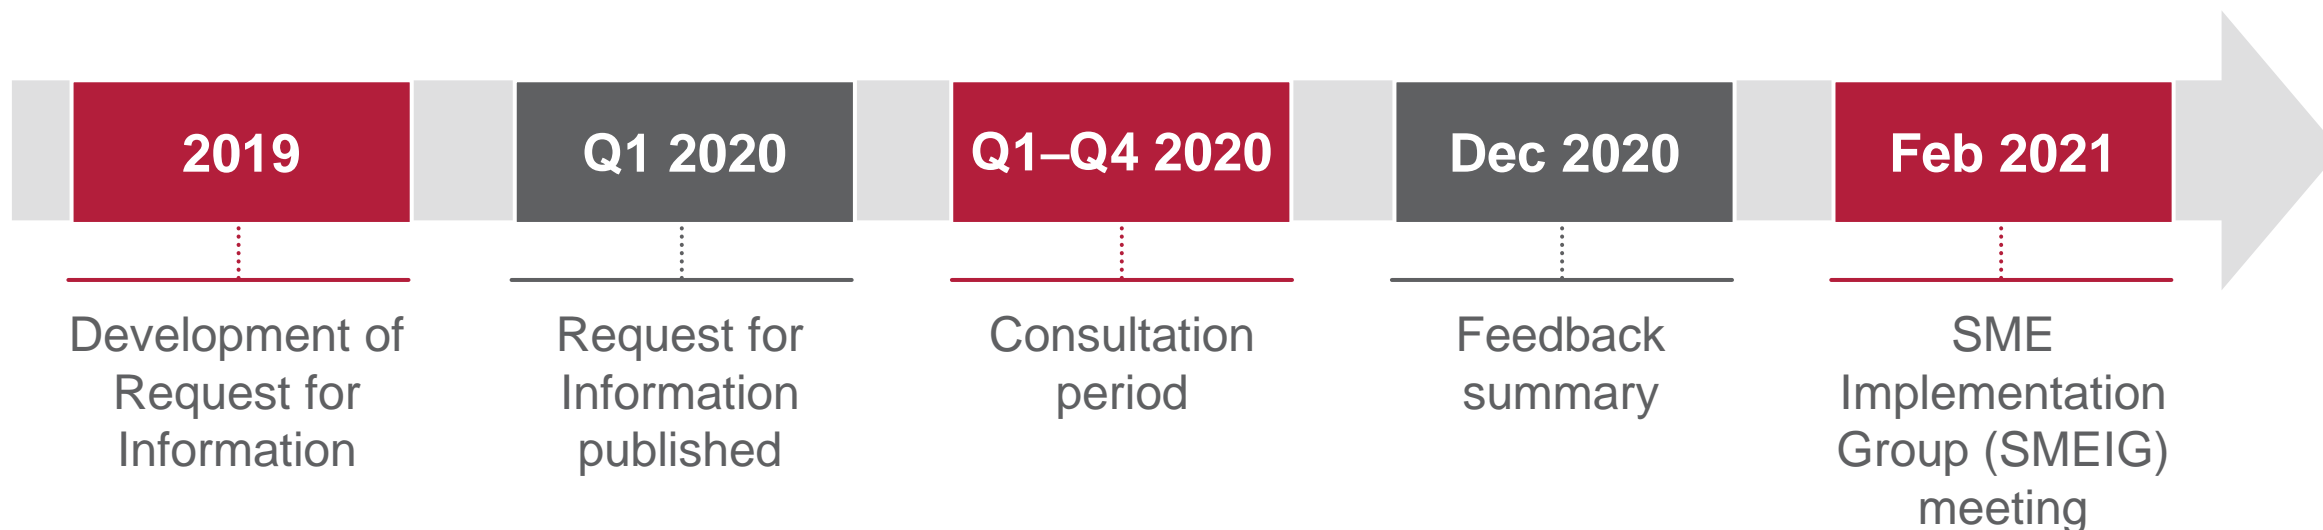 2019
Development of
Request for
Information
Q1 2020
Request for
Information
published
Q1–Q4 2020
Consultation
period
Dec 2020
Feedback
summary
Feb 2021
SME
Implementation
Group (SMEIG)
meeting